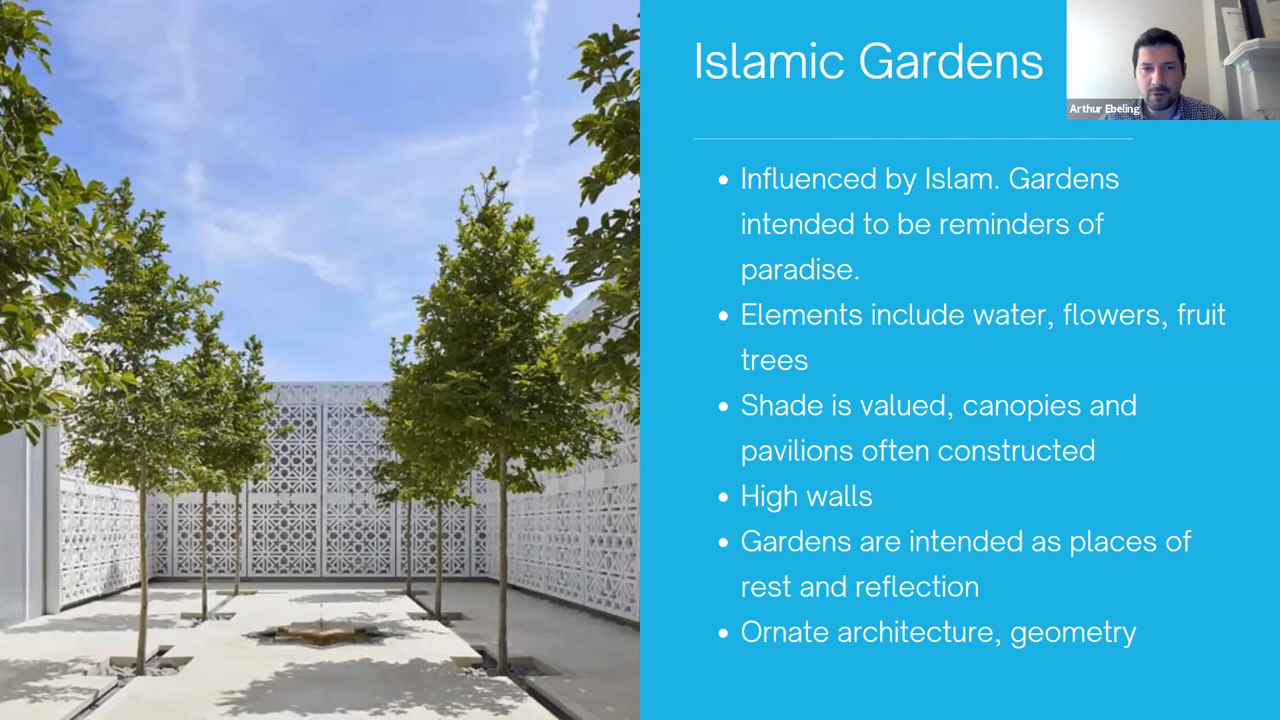 Islamic Gardens
Arthur Ebeling
• Influenced by Islam. Gardens
intended to be reminders of
paradise.
• Elements include water, flowers, fruit
trees
• Shade is valued, canopies and
pavilions often constructed
• High walls
• Gardens are intended as places of
rest and reflection
• Ornate architecture, geometry